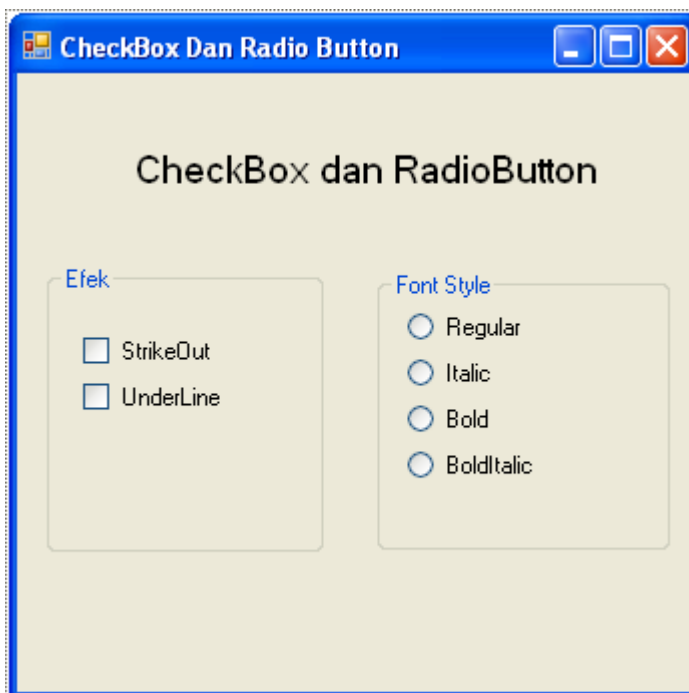 CheckBox Dan Radio Button
CheckBox dan RadioButton
Efek
StrikeOut
UnderLine
Font Style
Regular
Italic
Bold
BoldItalic